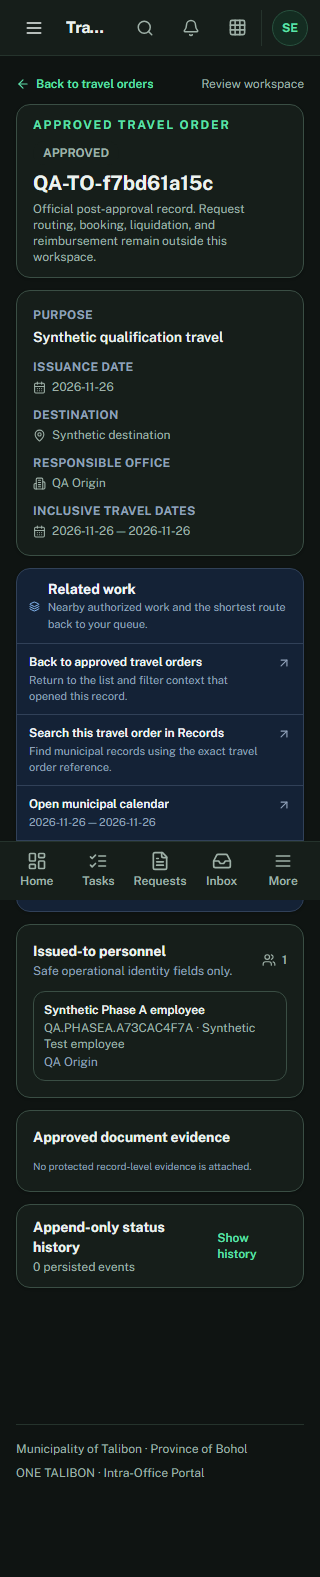 Tra...
SE
Back to travel orders
Review workspace
APPROVED TRAVEL ORDER
APPROVED
QA-TO-f7bd61a15c
Official post-approval record. Request
routing, booking, liquidation, and
reimbursement remain outside this
workspace.
PURPOSE
Synthetic qualification travel
ISSUANCE DATE
2026-11-26
DESTINATION
Synthetic destination
RESPONSIBLE OFFICE
QA Origin
INCLUSIVE TRAVEL DATES
2026-11-26 — 2026-11-26
Related work
Nearby authorized work and the shortest route
back to your queue.
Back to approved travel orders
Return to the list and filter context that
opened this record.
Search this travel order in Records
Find municipal records using the exact travel
order reference.
Open municipal calendar
2026-11-26 — 2026-11-26
Home
Tasks
Requests
Inbox
More
Issued-to personnel
Safe operational identity fields only.
1
Synthetic Phase A employee
QA.PHASEA.A73CAC4F7A · Synthetic
Test employee
QA Origin
Approved document evidence
No protected record-level evidence is attached.
Append-only status
history
0 persisted events
Show
history
Municipality of Talibon · Province of Bohol
ONE TALIBON · Intra-Office Portal